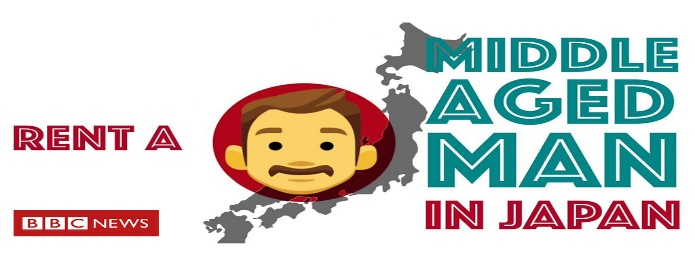 RENT A
MIDDLE
AGED
MAN
IN JAPAN
BBC NEWS